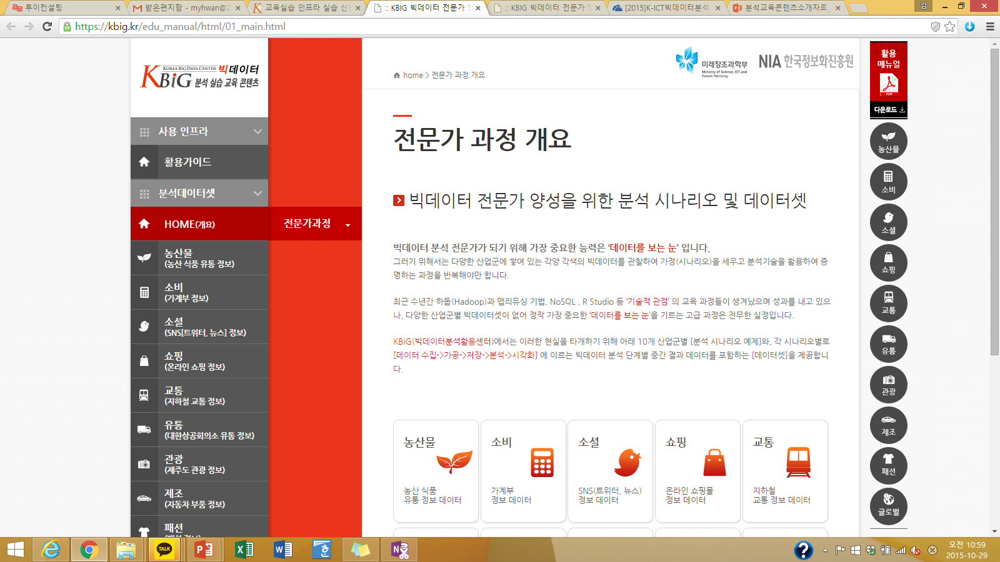 투이컨설팅
받은편지함 - myhwan@2
교육실습 인프라 실습 신
:: KBIG 빅데이터 전문가
:: KBIG 빅데이터 전문가
[2015]K-ICT빅데이터분석
분석교육콘텐츠소개자료_
김
https://kbig.kr/edu_manual/html/01_main.html
KOREA BIG DATA CENTER 빅데이터
KBiG 분석 실습 교육 콘텐츠
사용 인프라
활용가이드
분석데이터셋
HOME(개요)
전문가과정
농산물
(농산 식품 유통 정보)
소비
(가계부 정보)
소셜
(SNS[트위터, 뉴스] 정보)
쇼핑
(온라인 쇼핑 정보)
교통
(지하철 교통 정보)
유통
(대한상공회의소 유통 정보)
관광
(제주도 관광 정보)
제조
(자동차 부품 정보)
패션
home > 전문가 과정 개요
미래창조과학부
Ministry of Science, ICT and
Future Planning
NIA 한국정보화진흥원
전문가 과정 개요
빅데이터 전문가 양성을 위한 분석 시나리오 및 데이터셋
빅데이터 분석 전문가가 되기 위해 가장 중요한 능력은 ‘데이터를 보는 눈’ 입니다.
그러기 위해서는 다양한 산업군에 쌓여 있는 각양 각색의 빅데이터를 관찰하여 가정(시나리오)을 세우고 분석기술을 활용하여 증
명하는 과정을 반복해야만 합니다.
최근 수년간 하둡(Hadoop)과 맵리듀싱 기법, NoSQL , R Studio 등 ‘기술적 관점’ 의 교육 과정들이 생겨났으며 성과를 내고 있으
나, 다양한 산업군별 빅데이터셋이 없어 정작 가장 중요한 ‘데이터를 보는 눈’을 기르는 고급 과정은 전무한 실정입니다.
KBiG(빅데이터분석활용센터)에서는 이러한 현실을 타개하기 위해 아래 10개 산업군별 [분석 시나리오 예제]와, 각 시나리오별로
[데이터 수집->가공->저장->분석->시각화] 에 이르는 빅데이터 분석 단계별 중간 결과 데이터를 포함하는 [데이터셋]을 제공합니
다.
농산물
농산 식품
유통 정보 데이터
소비
가계부
정보 데이터
소셜
SNS(트위터, 뉴스)
정보 데이터
쇼핑
온라인 쇼핑몰
정보 데이터
교통
지하철
교통 정보 데이터
활용
매뉴얼
PDF
다운로드
농산물
소비
소셜
쇼핑
교통
유통
관광
제조
패션
글로벌
TALK
오전 10:59
2015-10-29